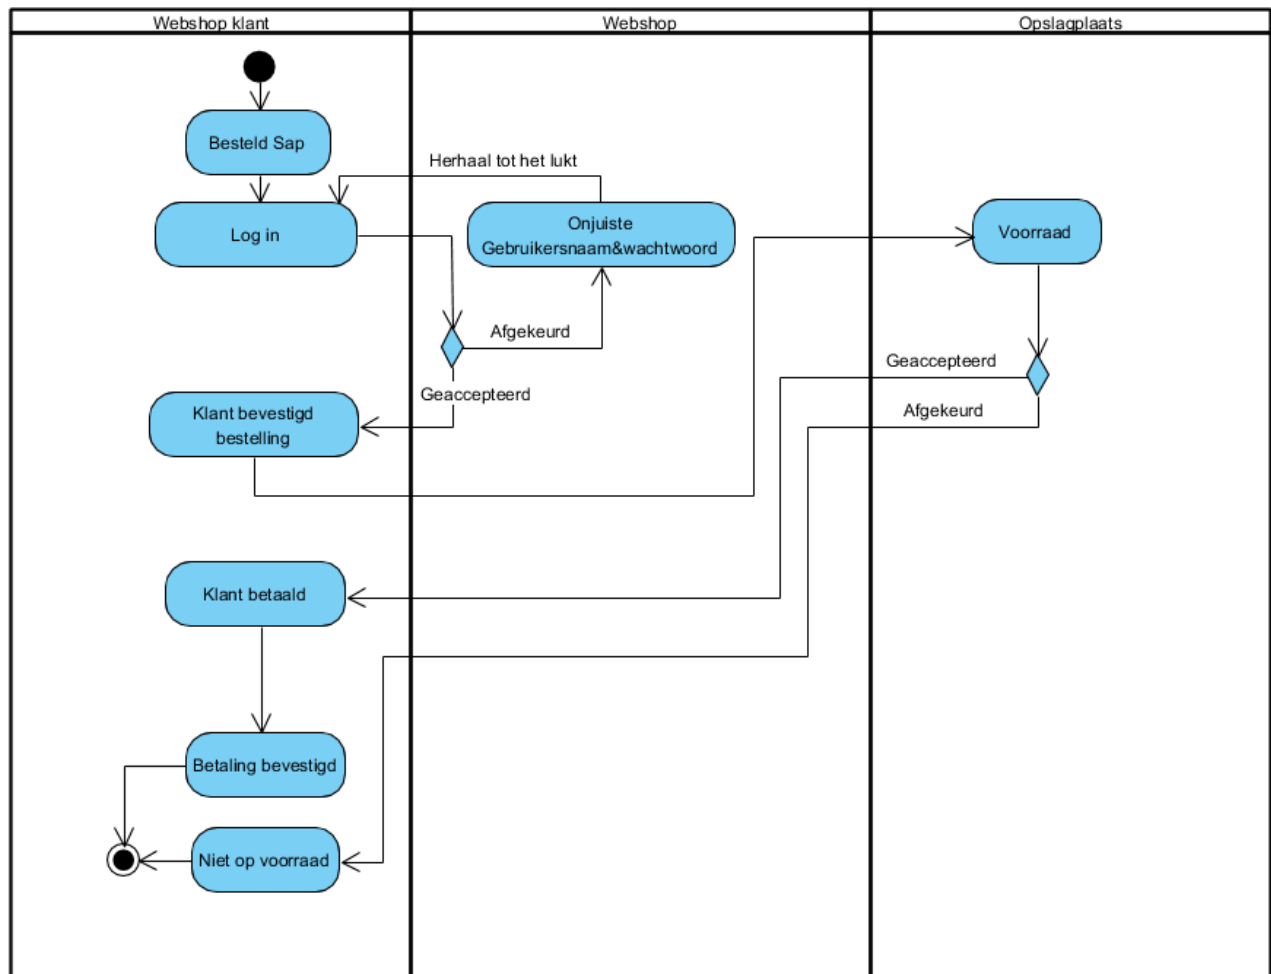 Webshop klant
Webshop
Opslagplaats
Besteld Sap
Herhaal tot het lukt
Log in
Onjuiste
Gebruikersnaam&wachtwoord
Voorraad
Afgekeurd
Geaccepteerd
Geaccepteerd
Afgekeurd
Klant bevestigd
bestelling
Klant betaald
Betaling bevestigd
Niet op voorraad